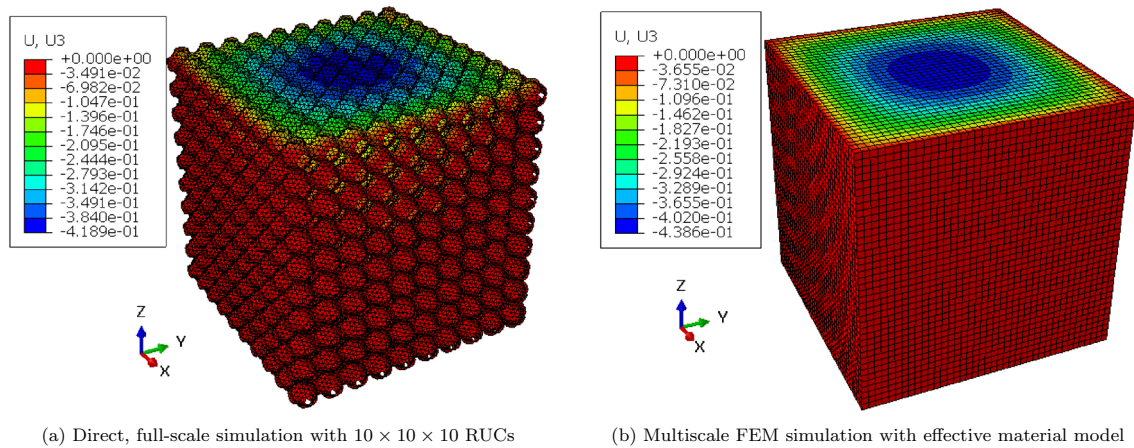 U, U3
+0.000e+00
-3.491e-02
-6.982e-02
-1.047e-01
-1.396e-01
-1.746e-01
-2.095e-01
-2.444e-01
-2.793e-01
-3.142e-01
-3.491e-01
-3.840e-01
-4.189e-01
Z
Y
X
(a) Direct, full-scale simulation with 10 × 10 × 10 RUCs
U, U3
+0.000e+00
-3.655e-02
-7.310e-02
-1.096e-01
-1.462e-01
-1.827e-01
-2.193e-01
-2.558e-01
-2.924e-01
-3.289e-01
-3.655e-01
-4.020e-01
-4.386e-01
Z
Y
X
(b) Multiscale FEM simulation with effective material model